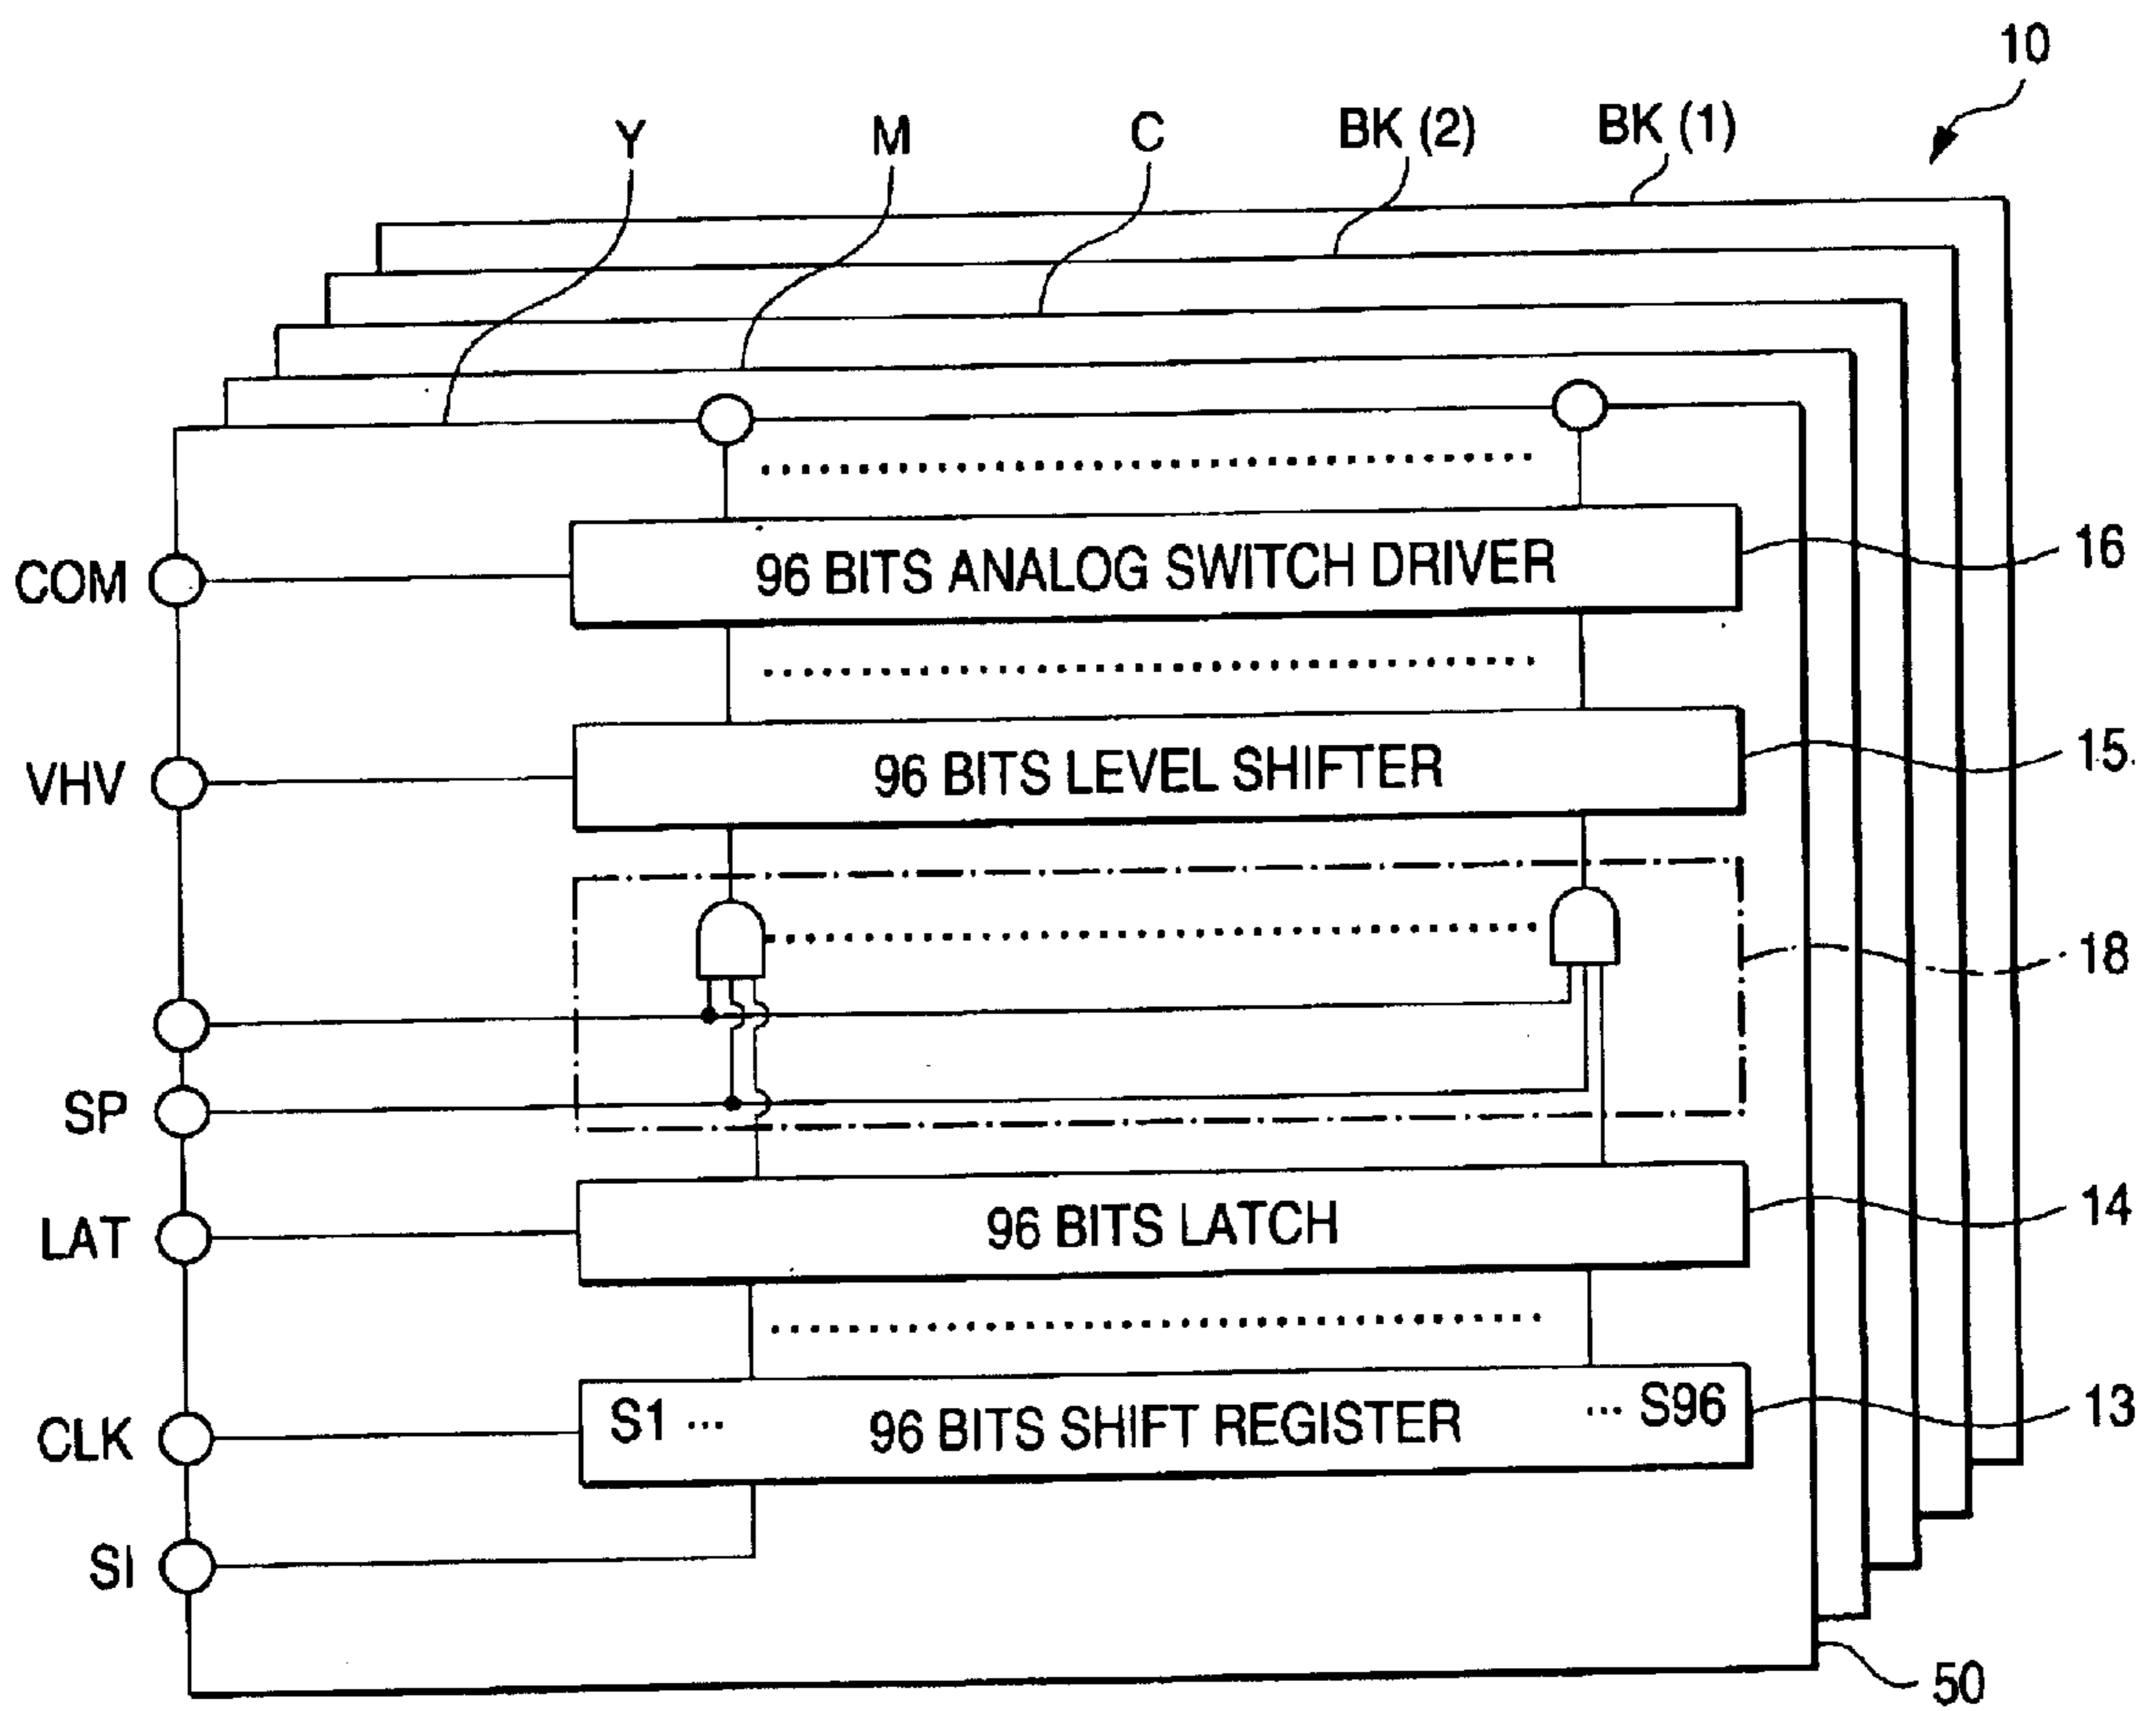 10
Y
M
C
BK (2)
BK (1)
COM
96 BITS ANALOG SWITCH DRIVER
16
VHV
96 BITS LEVEL SHIFTER
15
18
SP
LAT
96 BITS LATCH
14
CLK
S1 ... 96 BITS SHIFT REGISTER ... S96
13
SI
50